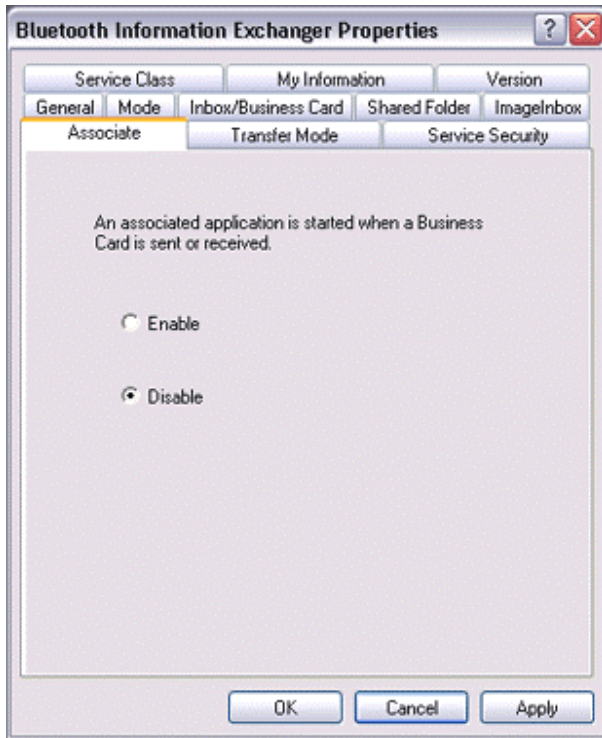 Bluetooth Information Exchanger Properties ?
Service Class My Information Version
General Mode Inbox/Business Card Shared Folder ImageInbox
Associate Transfer Mode Service Security
An associated application is started when a Business
Card is sent or received.
Enable
Disable
OK Cancel Apply